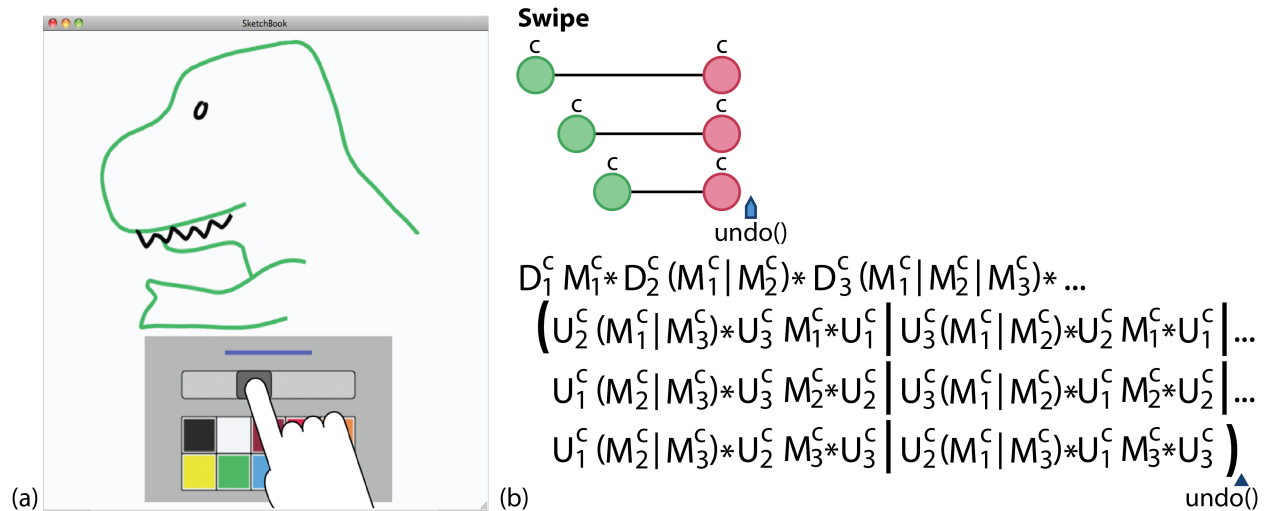 SketchBook
(a)
Swipe
c c
c c
c c
undo()
D₁ᶜ M₁ᶜ* D₂ᶜ (M₁ᶜ|M₂ᶜ)* D₃ᶜ (M₁ᶜ|M₂ᶜ|M₃ᶜ)* ...
(U₂ᶜ (M₁ᶜ|M₃ᶜ)* U₃ᶜ M₁ᶜ* U₁ᶜ | U₃ᶜ (M₁ᶜ|M₂ᶜ)* U₂ᶜ M₁ᶜ* U₁ᶜ | ...
U₁ᶜ (M₂ᶜ|M₃ᶜ)* U₃ᶜ M₂ᶜ* U₂ᶜ | U₃ᶜ (M₁ᶜ|M₂ᶜ)* U₁ᶜ M₂ᶜ* U₂ᶜ | ...
U₁ᶜ (M₂ᶜ|M₃ᶜ)* U₂ᶜ M₃ᶜ* U₃ᶜ | U₂ᶜ (M₁ᶜ|M₃ᶜ)* U₁ᶜ M₃ᶜ* U₃ᶜ )
undo()
(b)